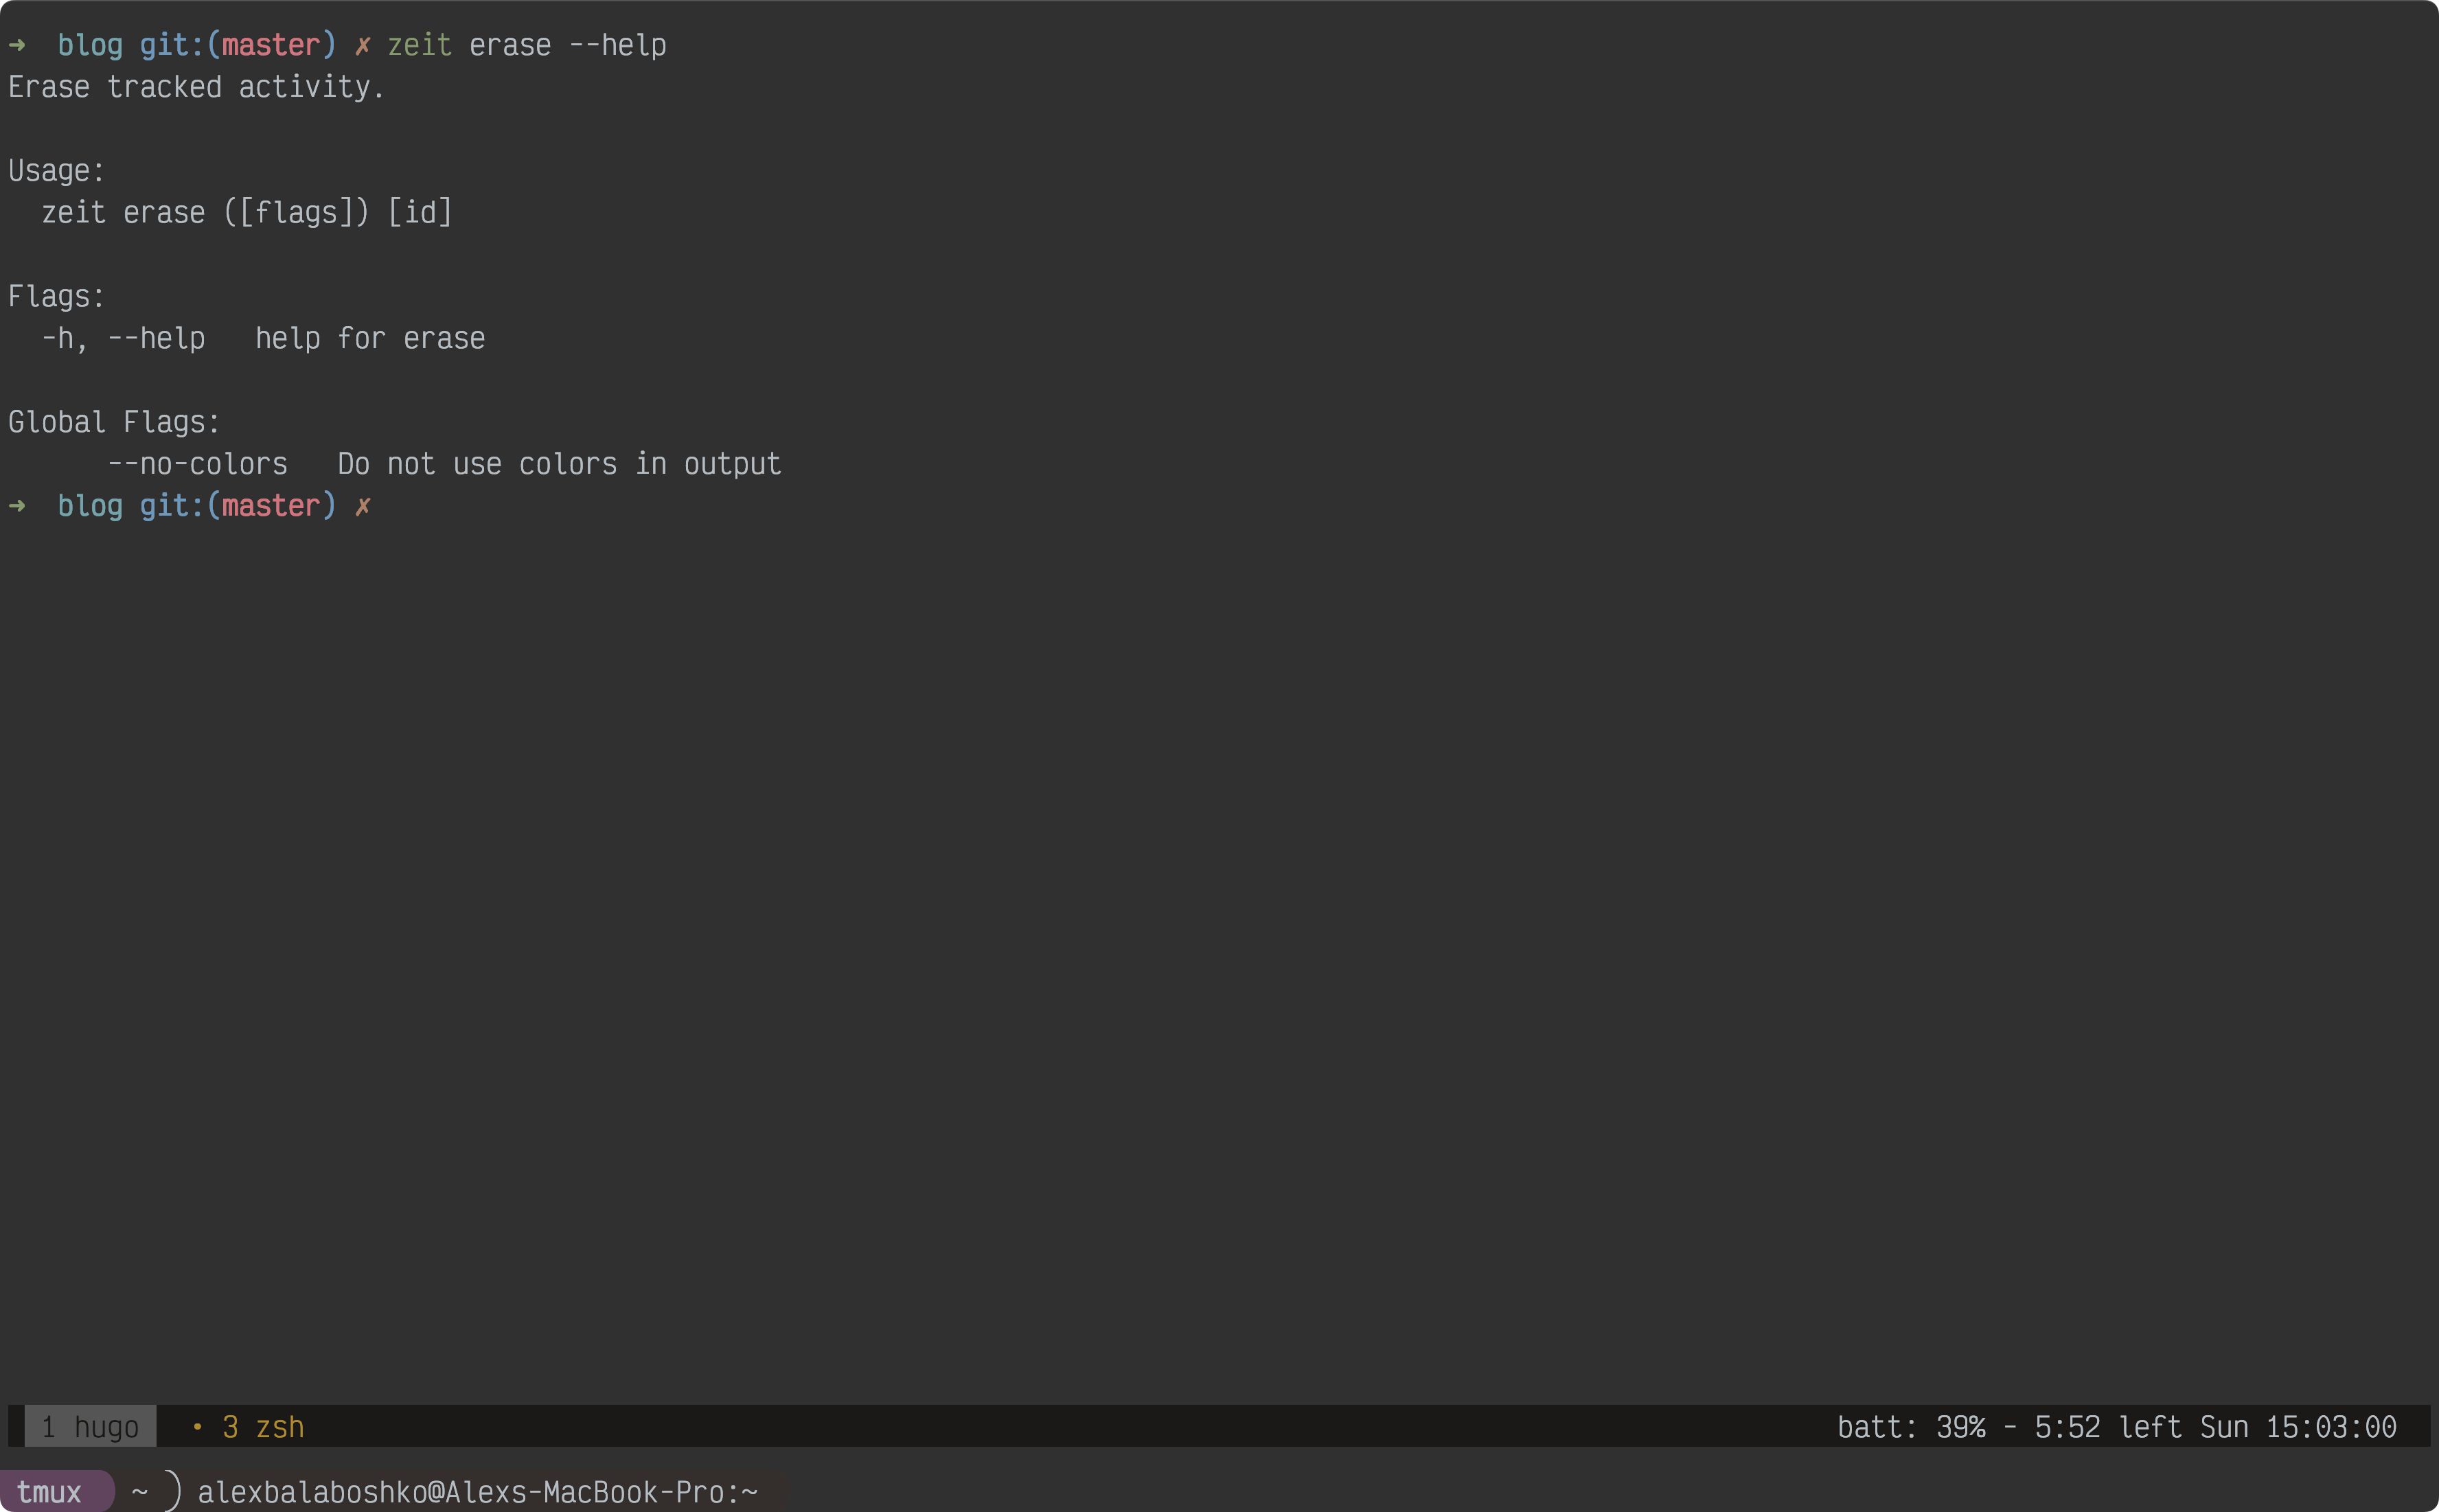 ➜  blog git:(master) ✗ zeit erase --help
Erase tracked activity.

Usage:
  zeit erase ([flags]) [id]

Flags:
  -h, --help   help for erase

Global Flags:
      --no-colors   Do not use colors in output
➜  blog git:(master) ✗
1 hugo  • 3 zsh  batt: 39% - 5:52 left Sun 15:03:00
tmux  ~  alexbalaboshko@Alexs-MacBook-Pro:~